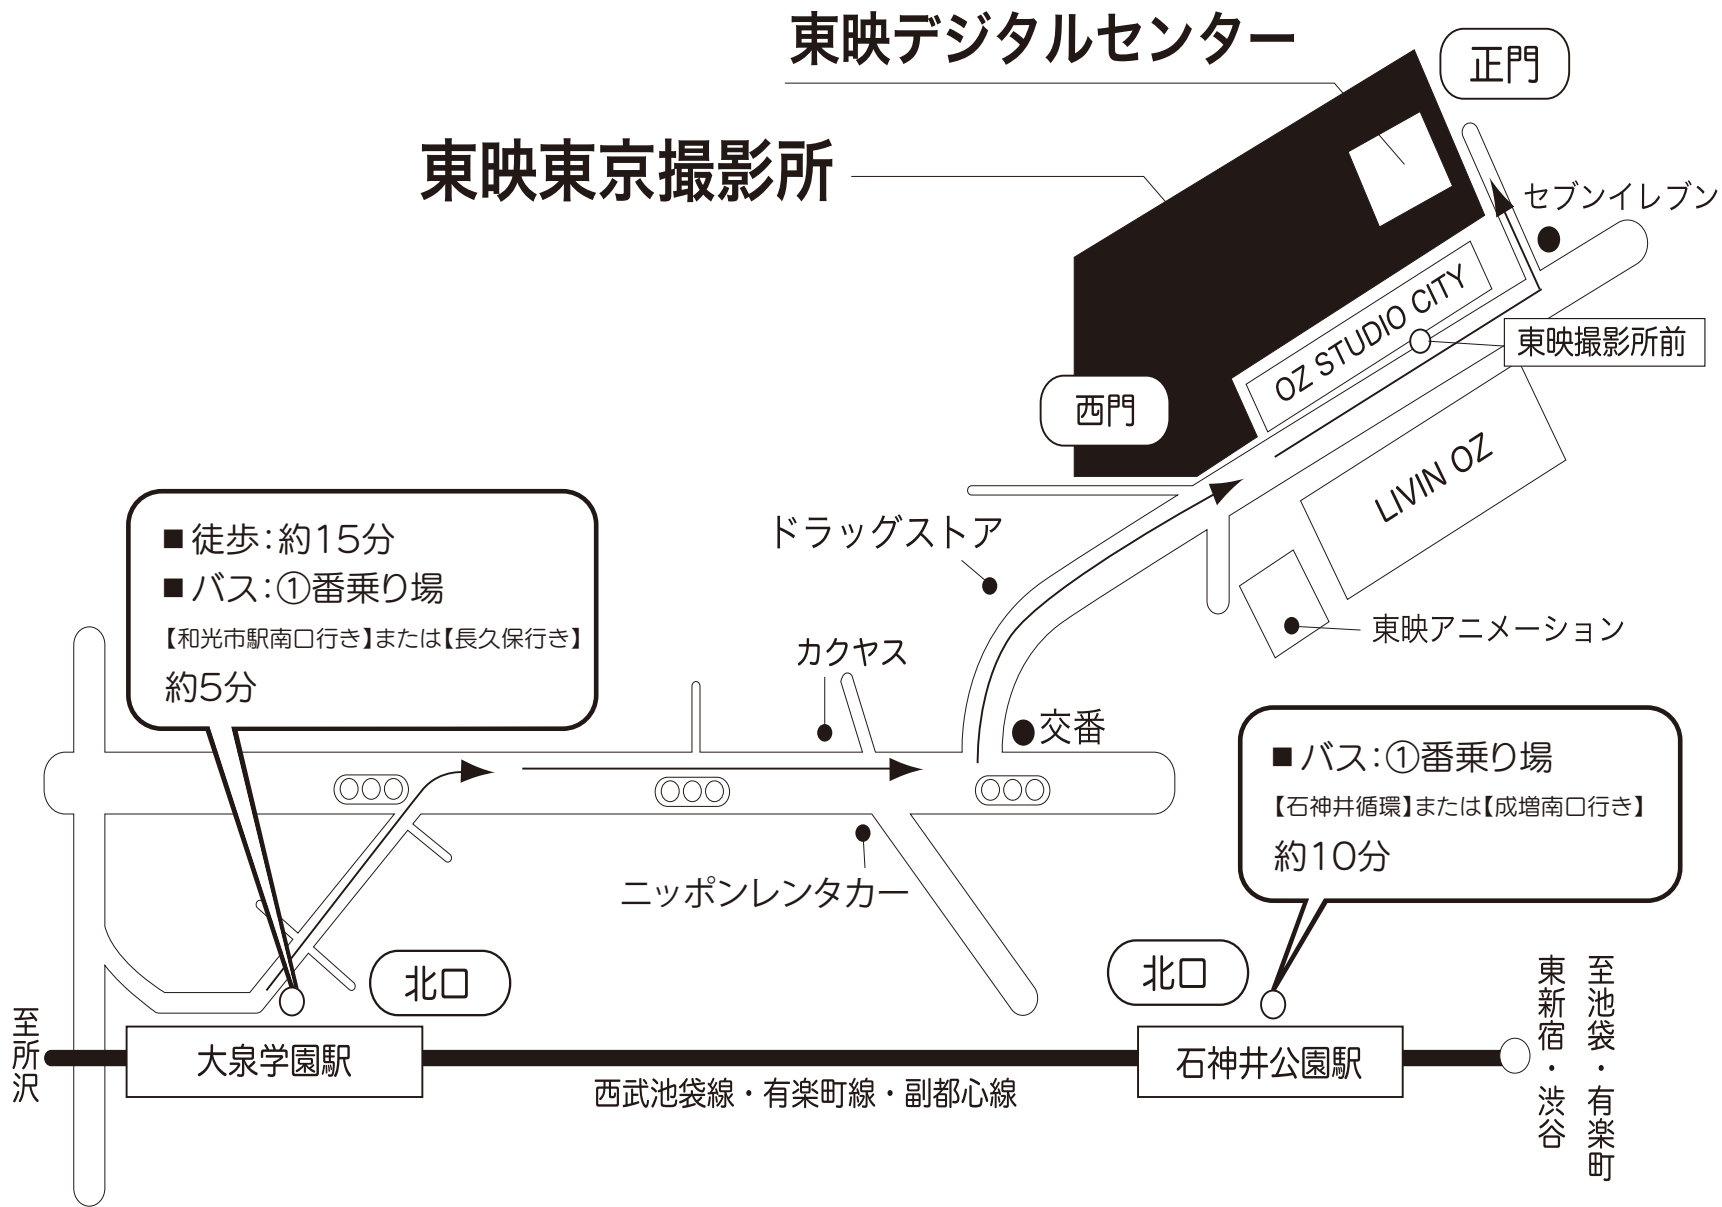 東映デジタルセンター
正門
東映東京撮影所
セブンイレブン
OZ STUDIO CITY
東映撮影所前
西門
LIVIN OZ
ドラッグストア
東映アニメーション
■ 徒歩：約15分
■ バス：①番乗り場
【和光市駅南口行き】または【長久保行き】
約5分
カクヤス
交番
■ バス：①番乗り場
【石神井循環】または【成増南口行き】
約10分
ニッポンレンタカー
北口
北口
至所沢
大泉学園駅
西武池袋線・有楽町線・副都心線
石神井公園駅
至池袋・有楽町
東新宿・渋谷